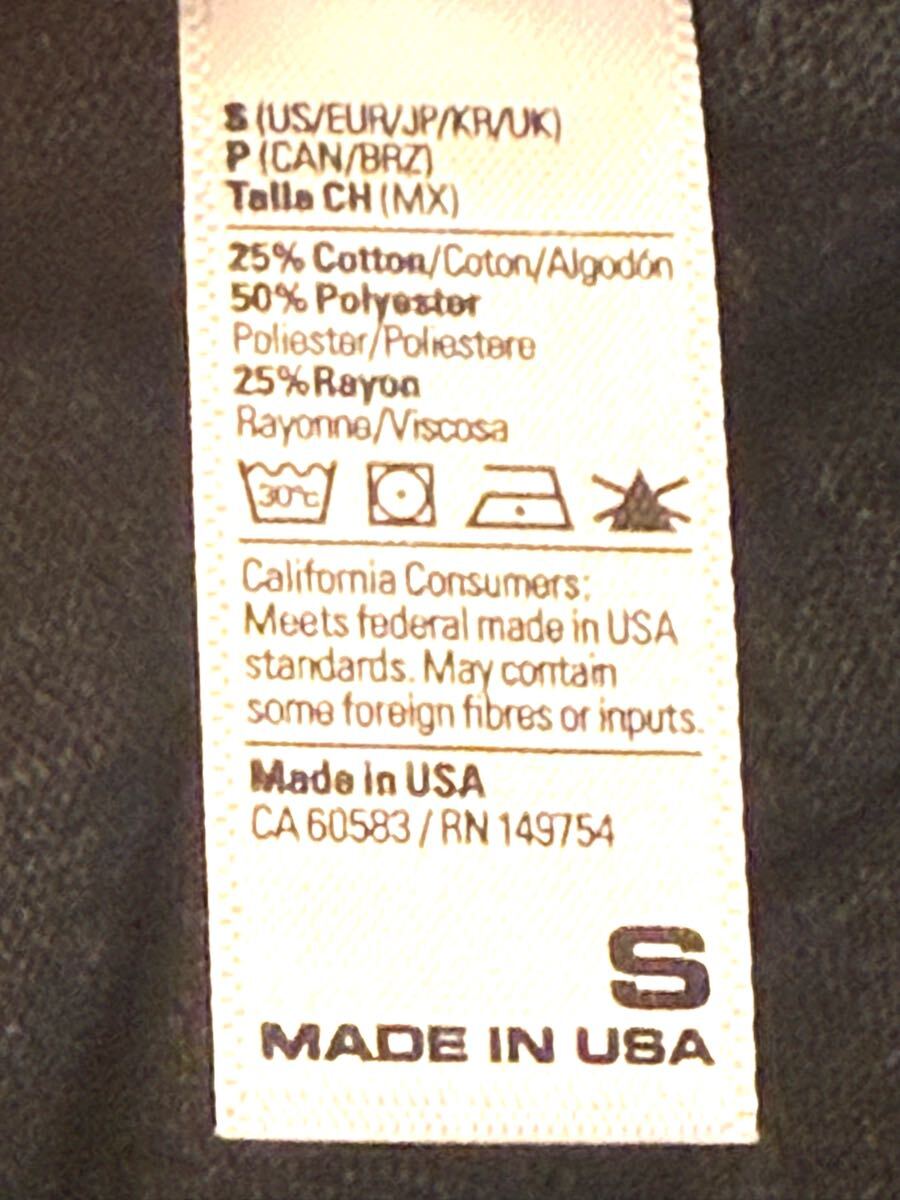 S (US/EUR/JP/KR/UK)
P (CAN/BRZ)
Talla CH (MX)
25% Cotton/Coton/Algodón
50% Polyester
Poliester/Poliestere
25% Rayon
Rayonne/Viscosa
30°c
California Consumers:
Meets federal made in USA
standards. May contain
some foreign fibres or inputs.
Made in USA
CA 60583 / RN 149754
S
MADE IN USA